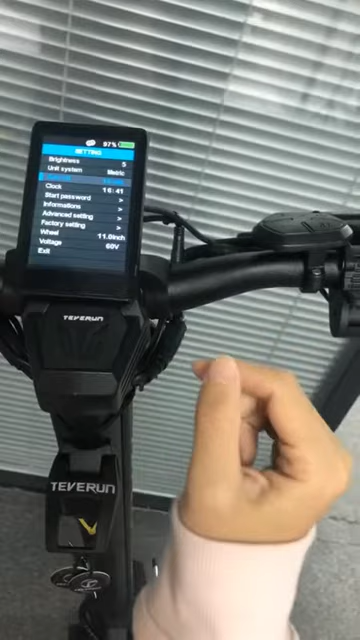 97%
SETTING
Brightness 5
Unit system Metric
Clock 16:41
Start password >
Informations >
Advanced setting >
Factory setting >
Wheel 11.0inch
Voltage 60V
Exit
TEVERUN
TEVERUN